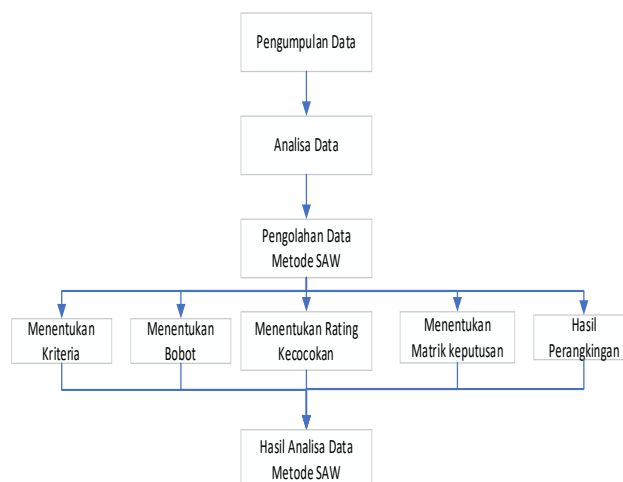 Pengumpulan Data
Analisa Data
Pengolahan Data
Metode SAW
Menentukan
Kriteria
Menentukan
Bobot
Menentukan Rating
Kecocokan
Menentukan
Matrik keputusan
Hasil
Perangkingan
Hasil Analisa Data
Metode SAW